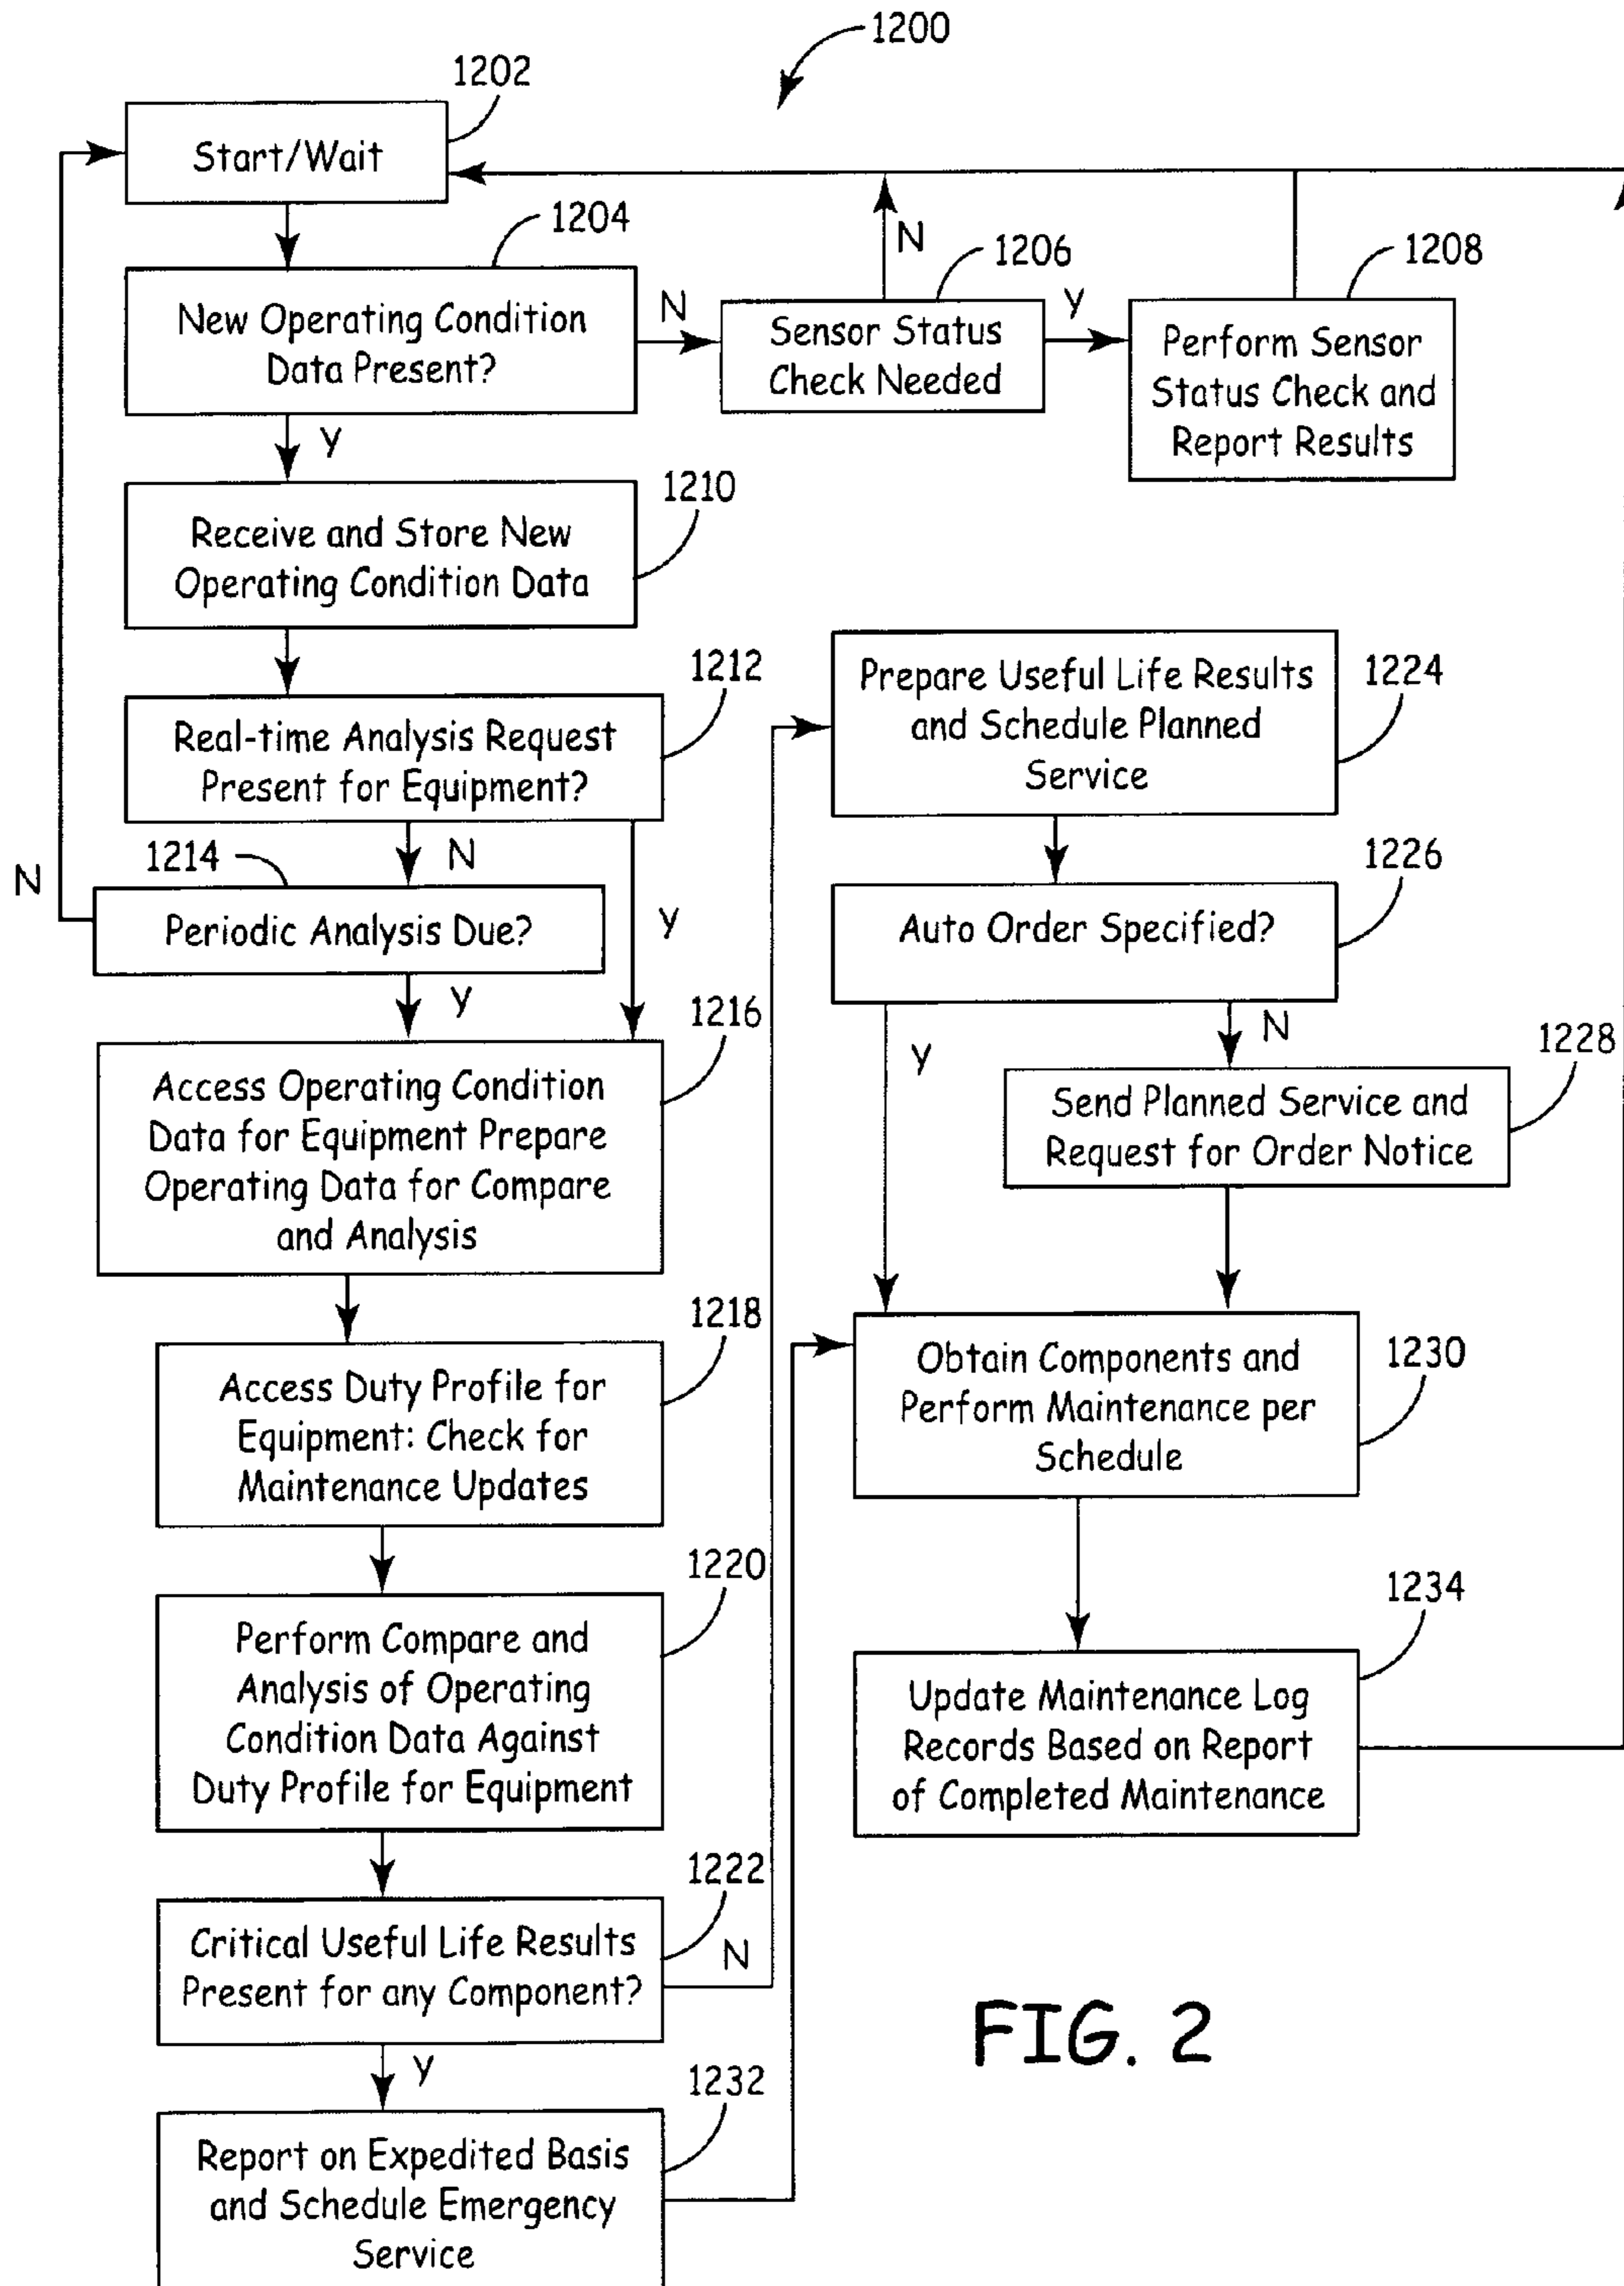 1200
1202
Start/Wait
1204
New Operating Condition
Data Present?
N
1206
Sensor Status
Check Needed
N
Y
1208
Perform Sensor
Status Check and
Report Results
Y
1210
Receive and Store New
Operating Condition Data
1212
Real-time Analysis Request
Present for Equipment?
N
Y
1214
Periodic Analysis Due?
N
Y
1216
Access Operating Condition
Data for Equipment Prepare
Operating Data for Compare
and Analysis
1218
Access Duty Profile for
Equipment: Check for
Maintenance Updates
1220
Perform Compare and
Analysis of Operating
Condition Data Against
Duty Profile for Equipment
1222
Critical Useful Life Results
Present for any Component?
N
Y
1232
Report on Expedited Basis
and Schedule Emergency
Service
1224
Prepare Useful Life Results
and Schedule Planned
Service
1226
Auto Order Specified?
Y
N
1228
Send Planned Service and
Request for Order Notice
1230
Obtain Components and
Perform Maintenance per
Schedule
1234
Update Maintenance Log
Records Based on Report
of Completed Maintenance
FIG. 2